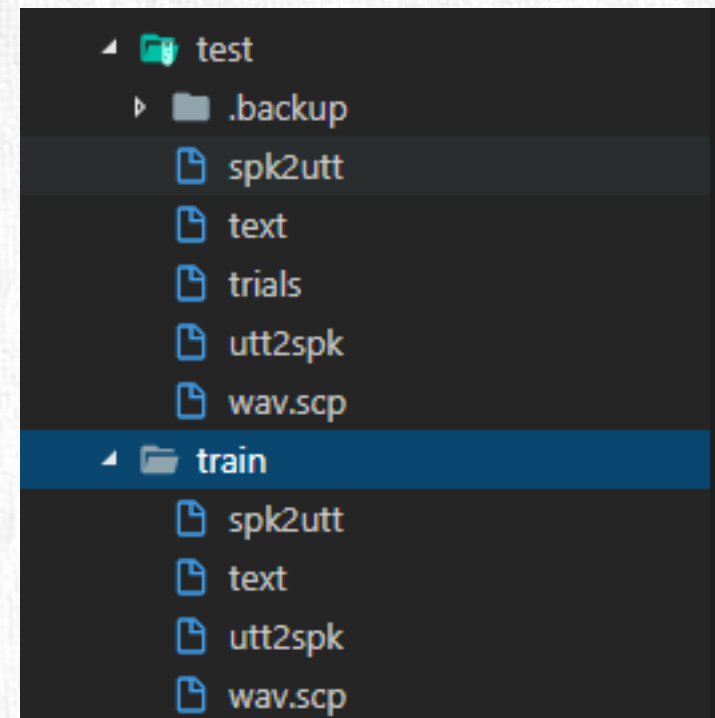 test
.backup
spk2utt
text
trials
utt2spk
wav.scp
train
spk2utt
text
utt2spk
wav.scp